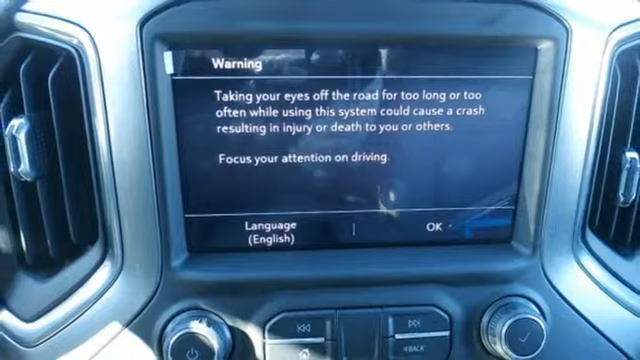 Warning
Taking your eyes off the road for too long or too
often while using this system could cause a crash
resulting in injury or death to you or others.
Focus your attention on driving.
Language
(English)
OK
BACK